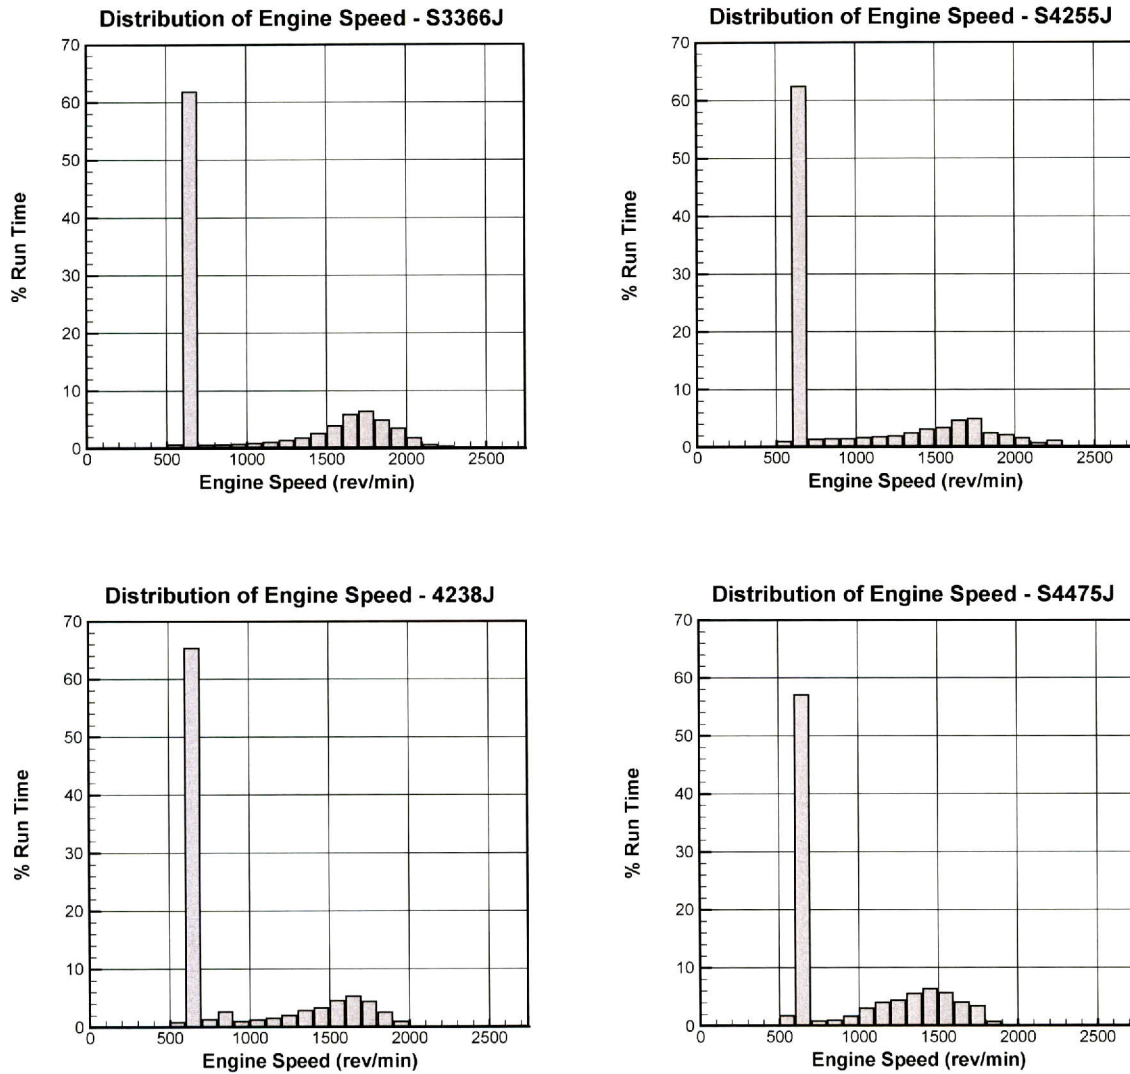 Distribution of Engine Speed - S3366J
70
60
50
40
30
20
10
0
% Run Time
0 500 1000 1500 2000 2500
Engine Speed (rev/min)
Distribution of Engine Speed - S4255J
70
60
50
40
30
20
10
0
% Run Time
0 500 1000 1500 2000 2500
Engine Speed (rev/min)
Distribution of Engine Speed - 4238J
70
60
50
40
30
20
10
0
% Run Time
0 500 1000 1500 2000 2500
Engine Speed (rev/min)
Distribution of Engine Speed - S4475J
70
60
50
40
30
20
10
0
% Run Time
0 500 1000 1500 2000 2500
Engine Speed (rev/min)